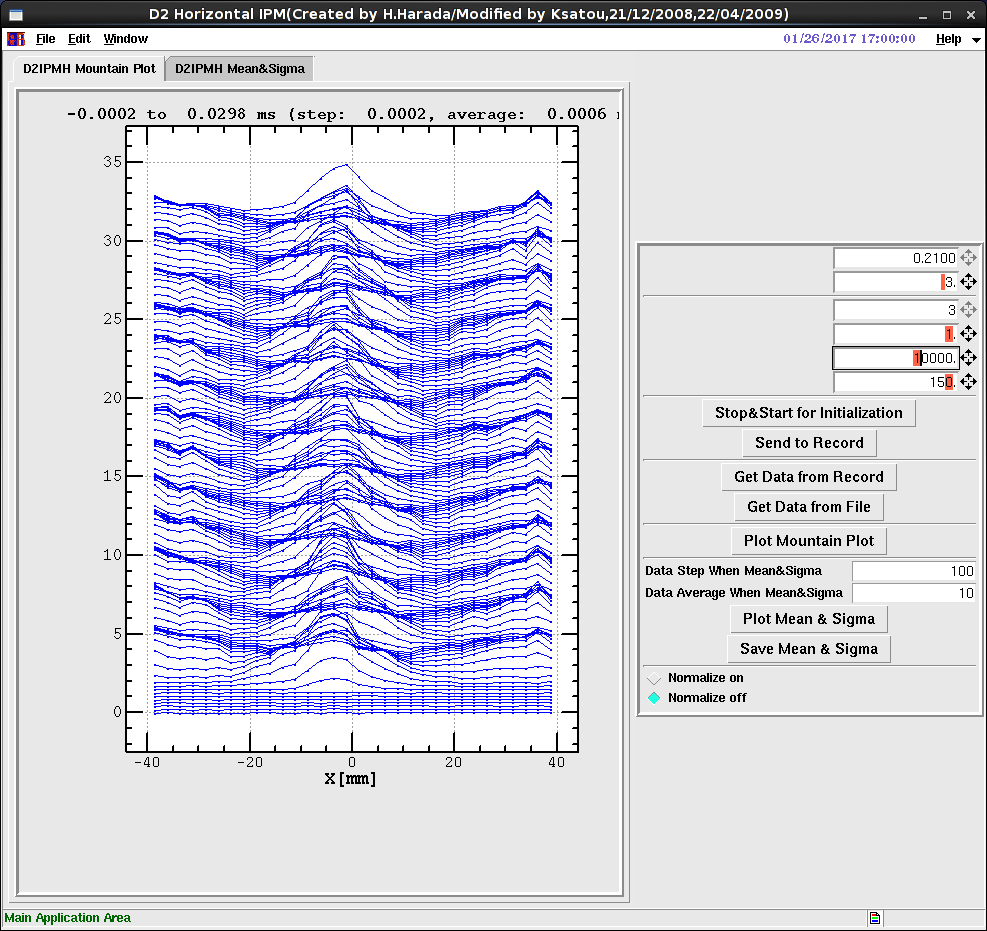 D2 Horizontal IPM(Created by H.Harada/Modified by Ksatou,21/12/2008,22/04/2009)
File Edit Window 01/26/2017 17:00:00 Help
D2IPMH Mountain Plot D2IPMH Mean&Sigma
-0.0002 to 0.0298 ms (step: 0.0002, average: 0.0006
35
30
25
20
15
10
5
0
-40 -20 0 20 40
X[mm]
0.2100
3.
3
1.
10000.
150.
Stop&Start for Initialization
Send to Record
Get Data from Record
Get Data from File
Plot Mountain Plot
Data Step When Mean&Sigma 100
Data Average When Mean&Sigma 10
Plot Mean & Sigma
Save Mean & Sigma
Normalize on
Normalize off
Main Application Area